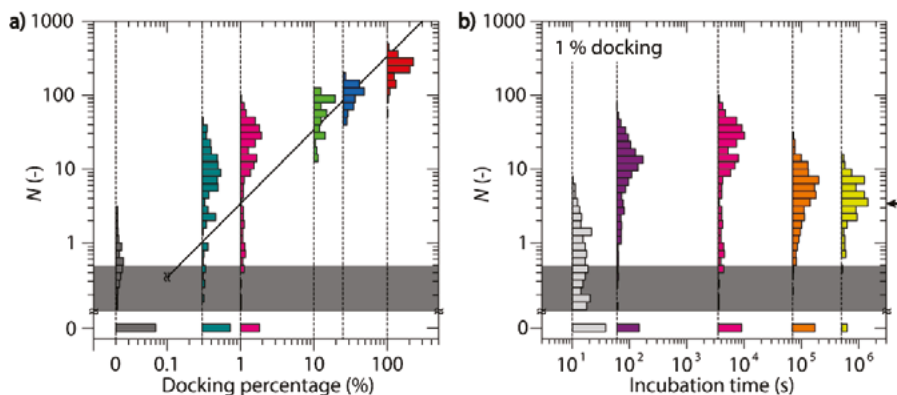 a)
1000
100
10
1
0
N (-)
0 0.1 1 10 100
Docking percentage (%)
b)
1 % docking
1000
100
10
1
0
N (-)
10¹ 10² 10³ 10⁴ 10⁵ 10⁶
Incubation time (s)